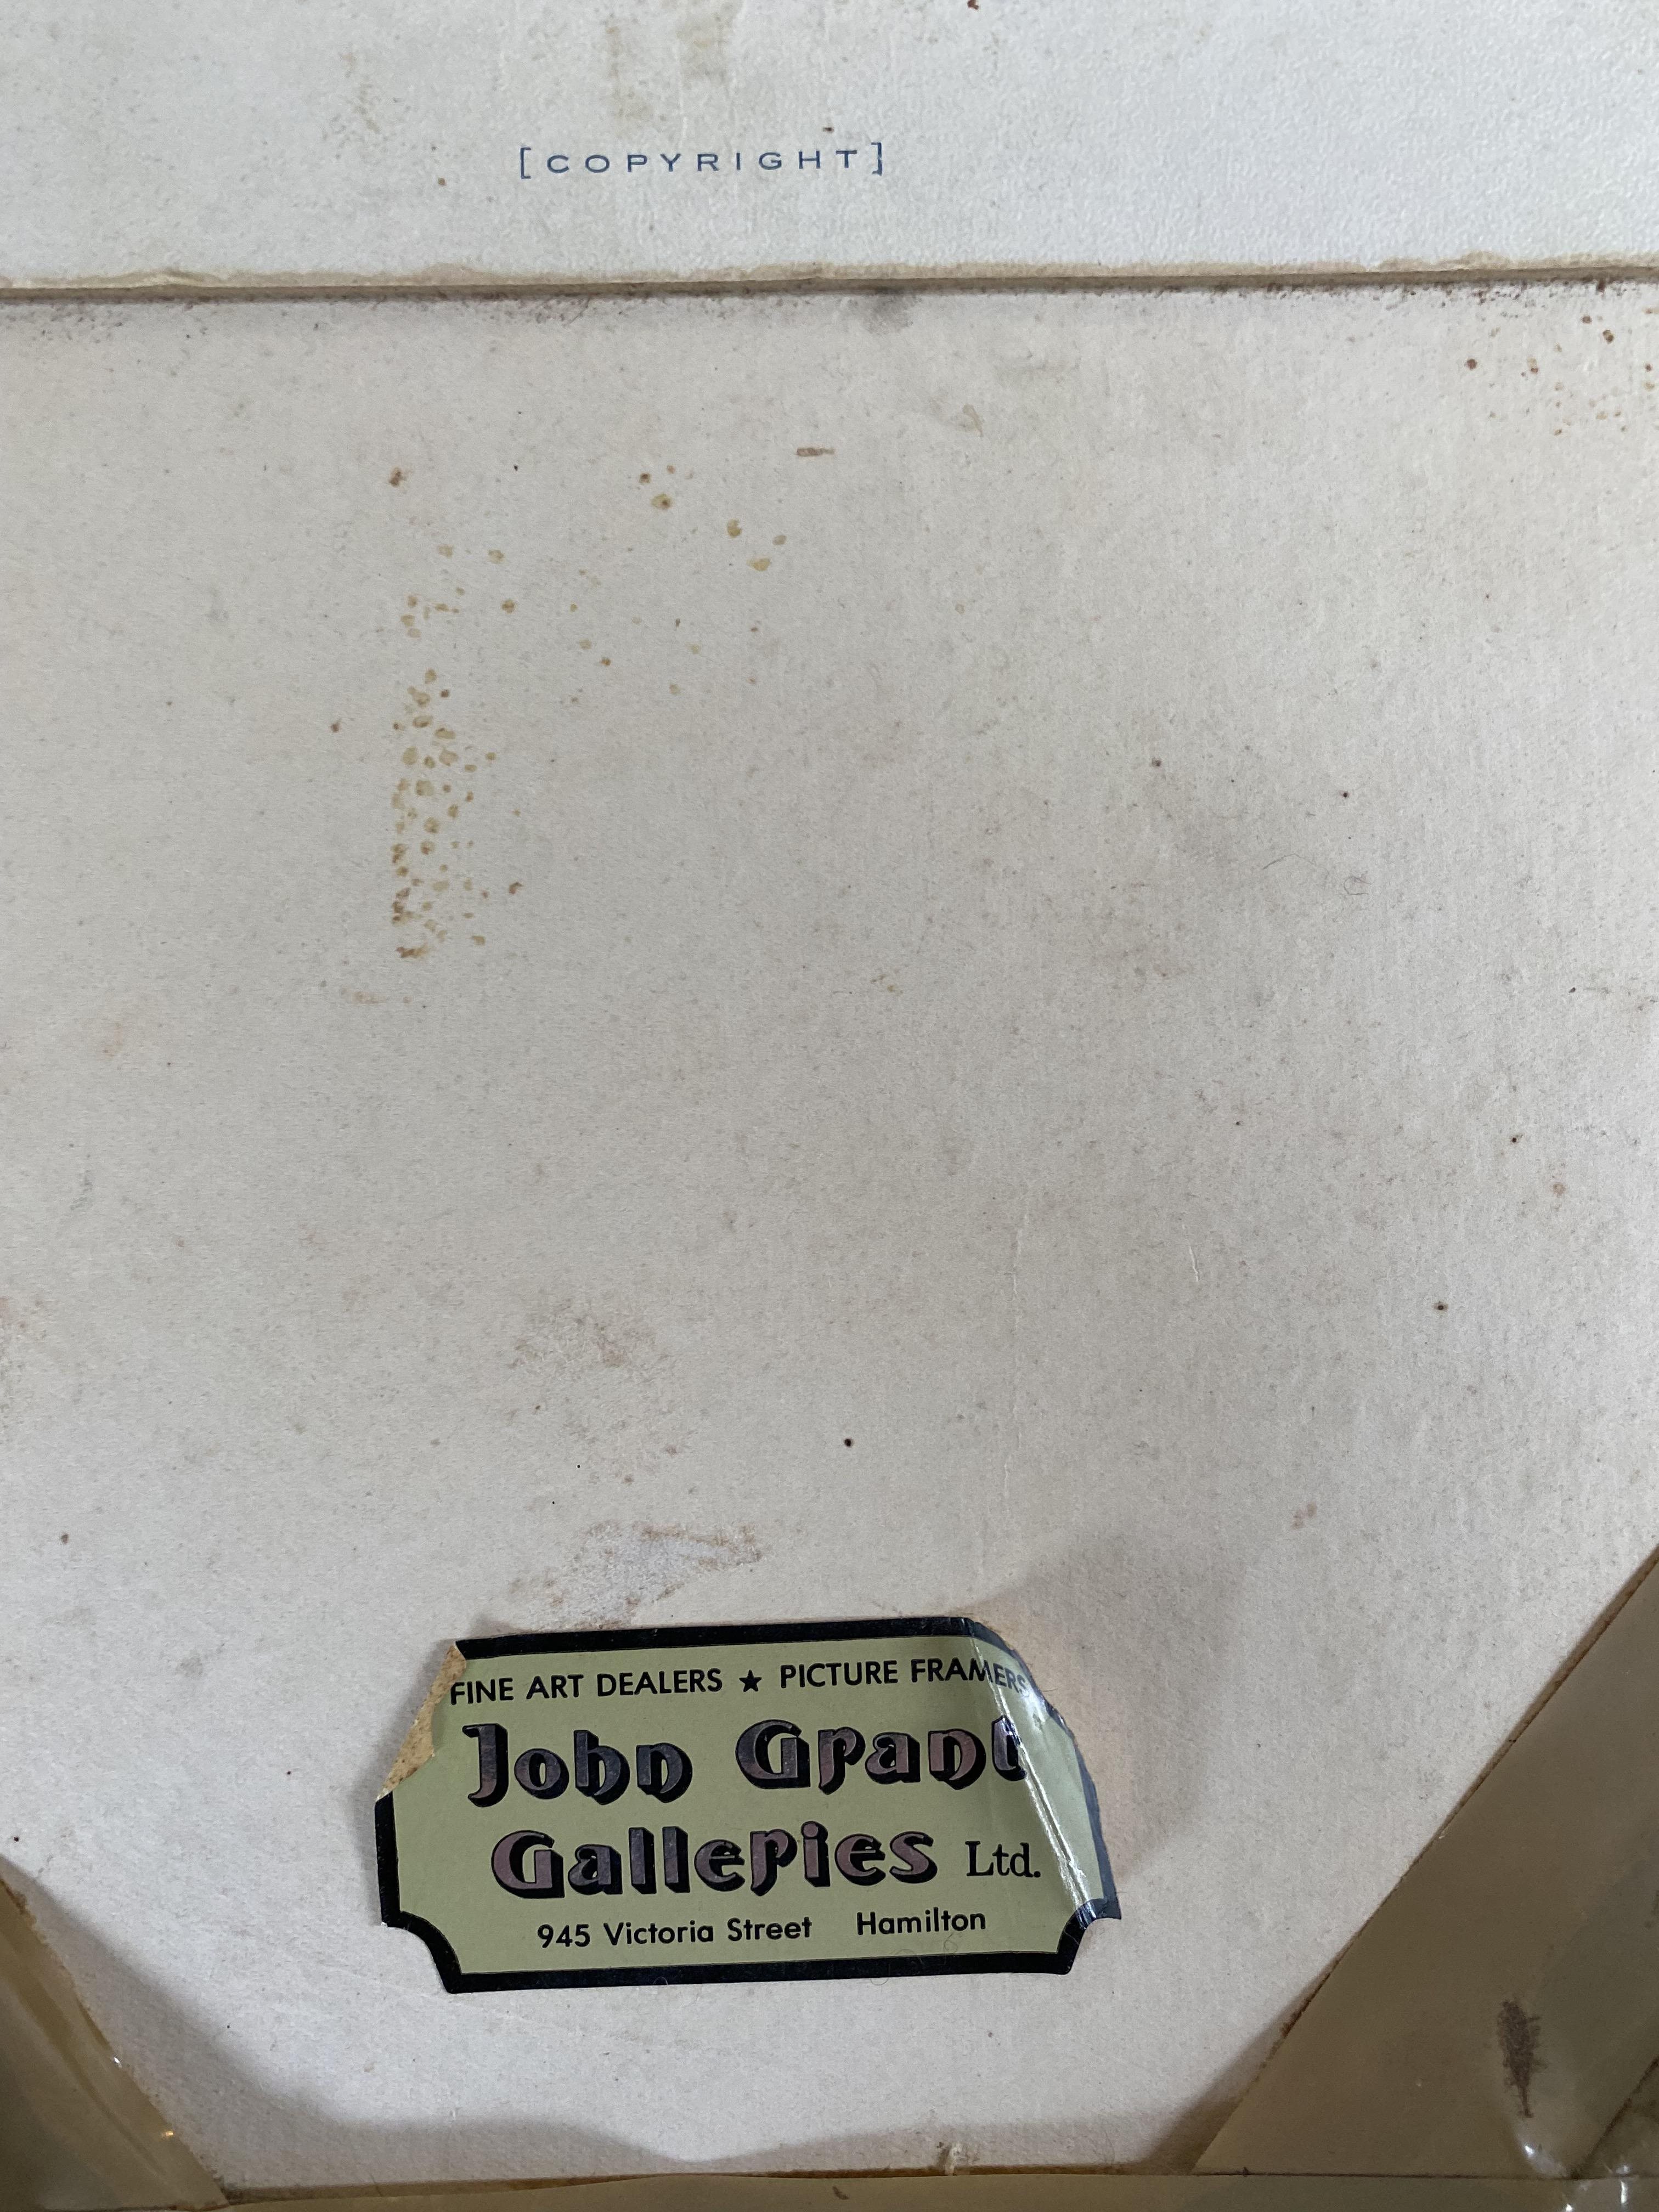 [COPYRIGHT]
FINE ART DEALERS ★ PICTURE FRAMERS
John Grant
Galleries Ltd.
945 Victoria Street Hamilton